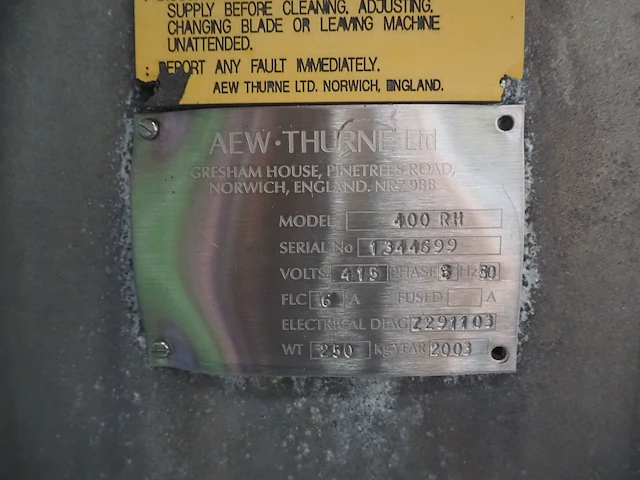 SUPPLY BEFORE CLEANING, ADJUSTING,
CHANGING BLADE OR LEAVING MACHINE
UNATTENDED.
REPORT ANY FAULT IMMEDIATELY.
AEW THURNE LTD. NORWICH, ENGLAND.
AEW·THURNE Ltd
GRESHAM HOUSE, PINETREES ROAD,
NORWICH, ENGLAND. NR7 9BB
MODEL 400 RH
SERIAL No 1344699
VOLTS 415 PHASE 3 Hz 50
FLC 6 A FUSED A
ELECTRICAL DIAG Z291103
WT 250 Kg YEAR 2003